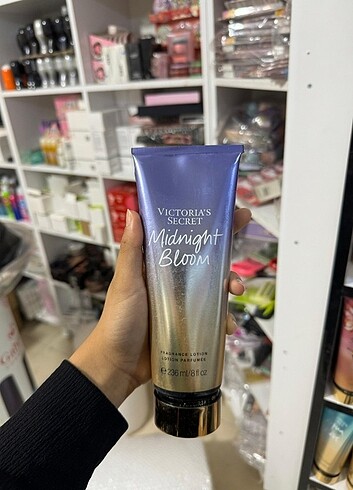 VICTORIA'S
SECRET
Midnight
Bloom
FRAGRANCE LOTION
LOTION PARFUMÉE
℮ 236 ml/8 fl oz